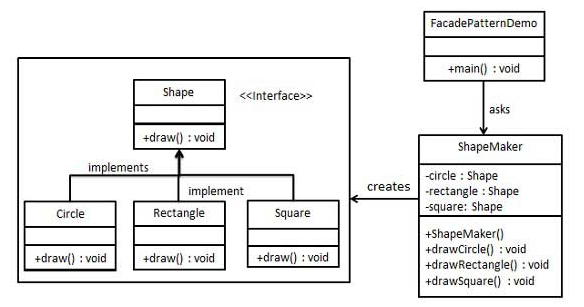 FacadePatternDemo
+main() : void
asks
Shape
<<Interface>>
+draw() : void
implements
implement
Circle
+draw() : void
Rectangle
+draw() : void
Square
+draw() : void
creates
ShapeMaker
-circle : Shape
-rectangle : Shape
-square: Shape
+ShapeMaker()
+drawCircle() : void
+drawRectangle() : void
+drawSquare() : void